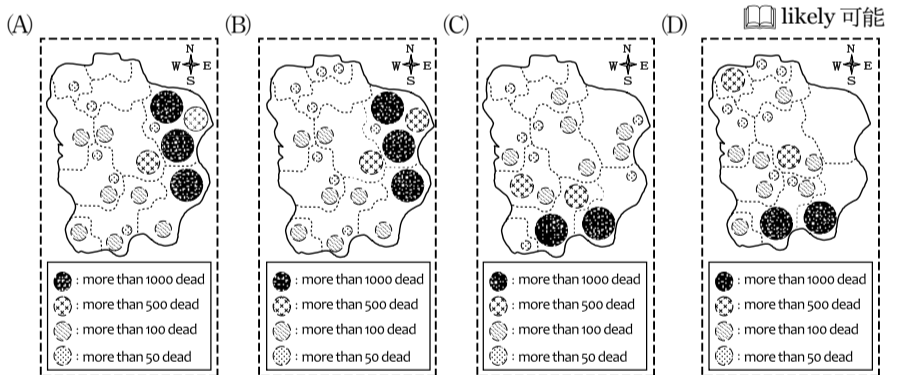 likely 可能
(A) (B) (C) (D)
N
W E
S
N
W E
S
N
W E
S
N
W E
S
: more than 1000 dead
: more than 500 dead
: more than 100 dead
: more than 50 dead
: more than 1000 dead
: more than 500 dead
: more than 100 dead
: more than 50 dead
: more than 1000 dead
: more than 500 dead
: more than 100 dead
: more than 50 dead
: more than 1000 dead
: more than 500 dead
: more than 100 dead
: more than 50 dead